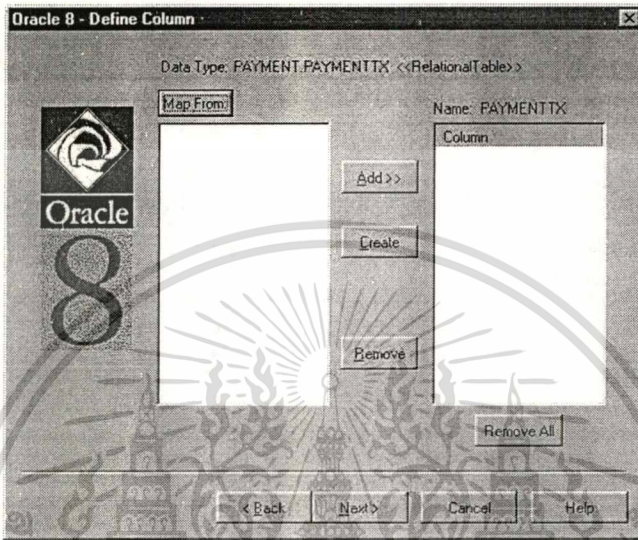 Oracle 8 - Define Column
Data Type: PAYMENT.PAYMENTTX <<RelationalTable>>
Map From:
Name: PAYMENTTX
Column
Add >>
Create
Remove
Remove All
Oracle
8
< Back
Next >
Cancel
Help